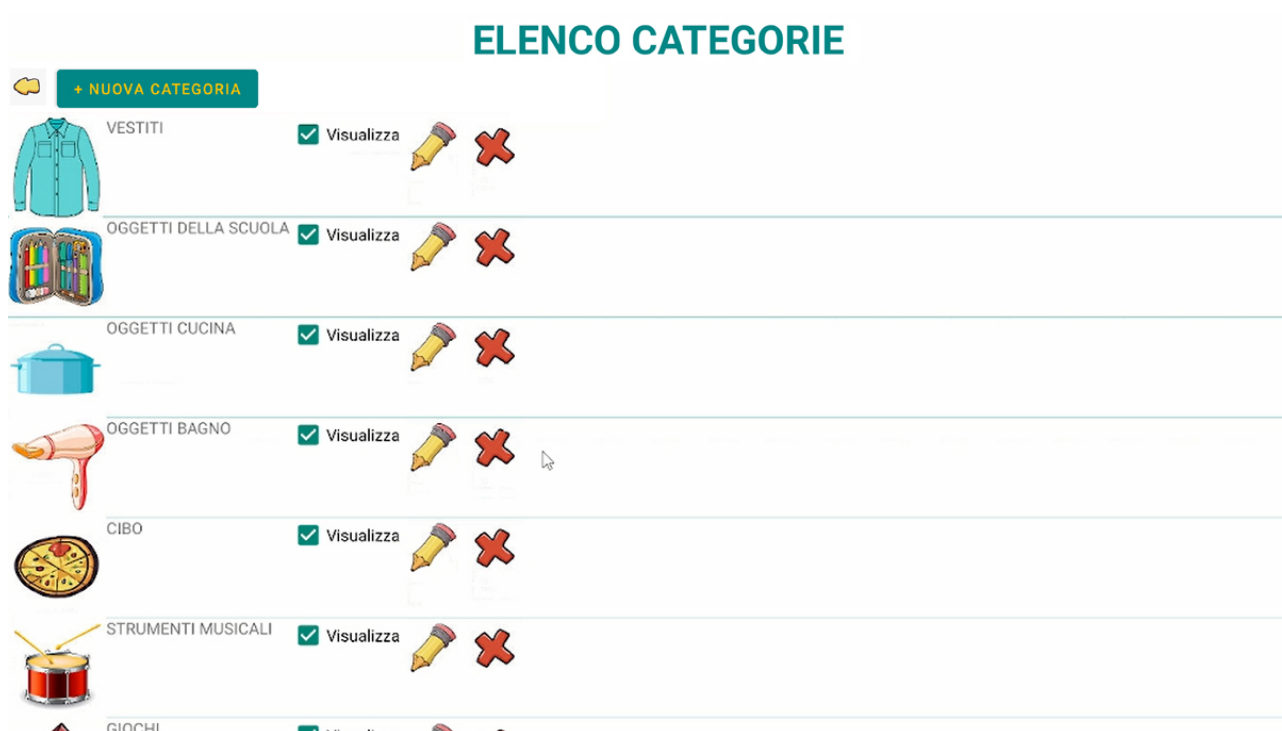 ELENCO CATEGORIE
+ NUOVA CATEGORIA
VESTITI
Visualizza
OGGETTI DELLA SCUOLA
Visualizza
OGGETTI CUCINA
Visualizza
OGGETTI BAGNO
Visualizza
CIBO
Visualizza
STRUMENTI MUSICALI
Visualizza
GIOCHI